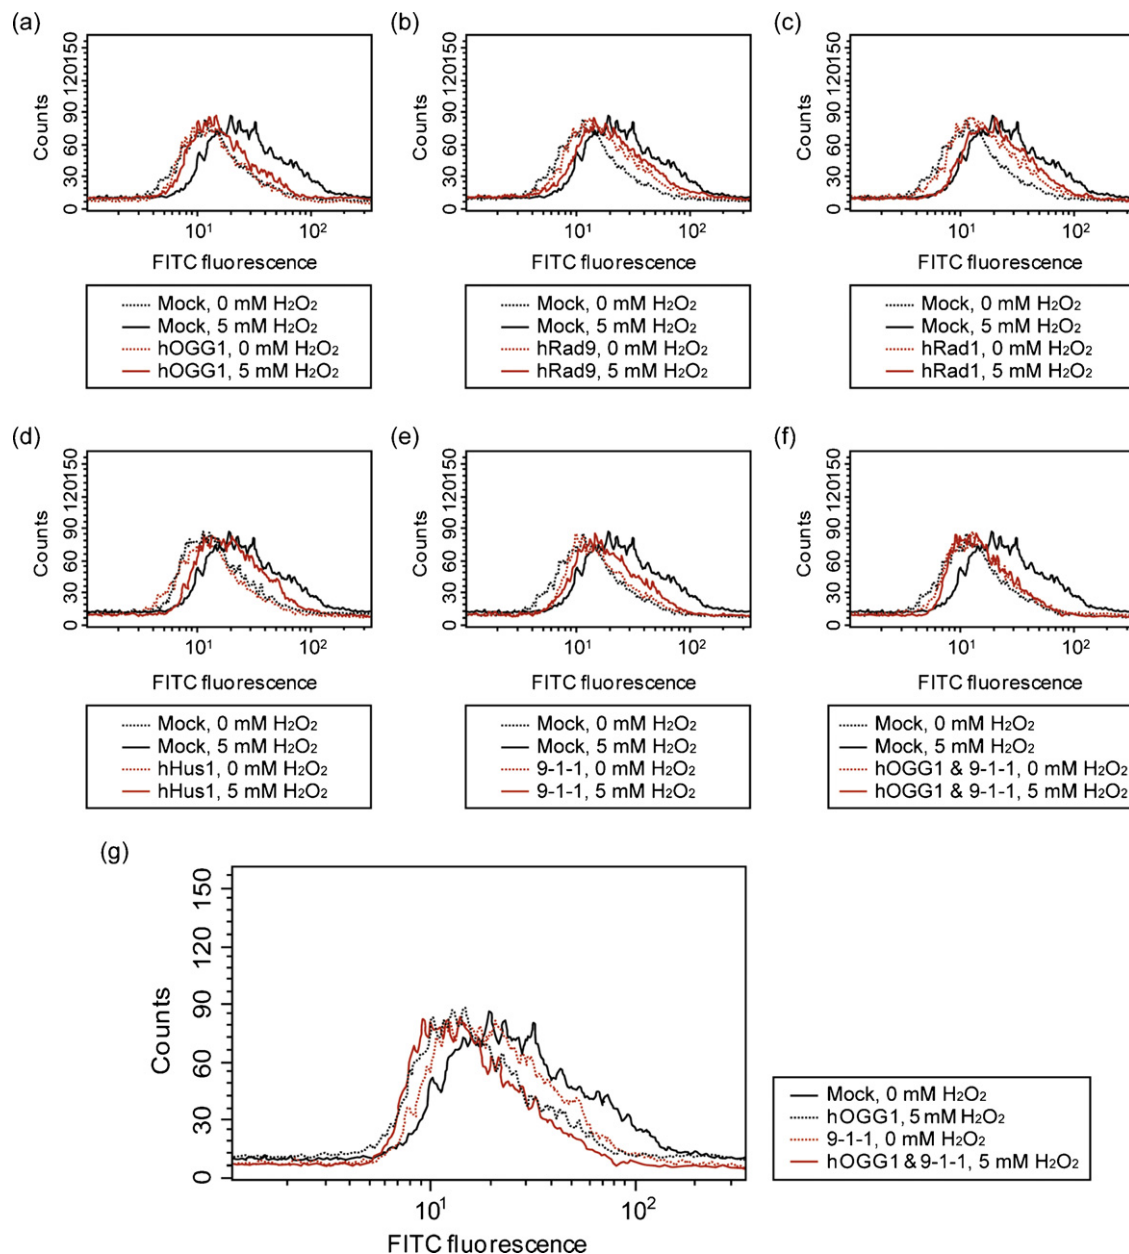 (a)
(b)
(c)
Counts
0 30 60 90 120 150
10¹ 10²
FITC fluorescence
Counts
0 30 60 90 120 150
10¹ 10²
FITC fluorescence
Counts
0 30 60 90 120 150
10¹ 10²
FITC fluorescence
Mock, 0 mM H₂O₂
Mock, 5 mM H₂O₂
hOGG1, 0 mM H₂O₂
hOGG1, 5 mM H₂O₂
Mock, 0 mM H₂O₂
Mock, 5 mM H₂O₂
hRad9, 0 mM H₂O₂
hRad9, 5 mM H₂O₂
Mock, 0 mM H₂O₂
Mock, 5 mM H₂O₂
hRad1, 0 mM H₂O₂
hRad1, 5 mM H₂O₂
(d)
(e)
(f)
Counts
0 30 60 90 120 150
10¹ 10²
FITC fluorescence
Counts
0 30 60 90 120 150
10¹ 10²
FITC fluorescence
Counts
0 30 60 90 120 150
10¹ 10²
FITC fluorescence
Mock, 0 mM H₂O₂
Mock, 5 mM H₂O₂
hHus1, 0 mM H₂O₂
hHus1, 5 mM H₂O₂
Mock, 0 mM H₂O₂
Mock, 5 mM H₂O₂
9-1-1, 0 mM H₂O₂
9-1-1, 5 mM H₂O₂
Mock, 0 mM H₂O₂
Mock, 5 mM H₂O₂
hOGG1 & 9-1-1, 0 mM H₂O₂
hOGG1 & 9-1-1, 5 mM H₂O₂
(g)
Counts
0 30 60 90 120 150
10¹ 10²
FITC fluorescence
Mock, 0 mM H₂O₂
hOGG1, 5 mM H₂O₂
9-1-1, 0 mM H₂O₂
hOGG1 & 9-1-1, 5 mM H₂O₂